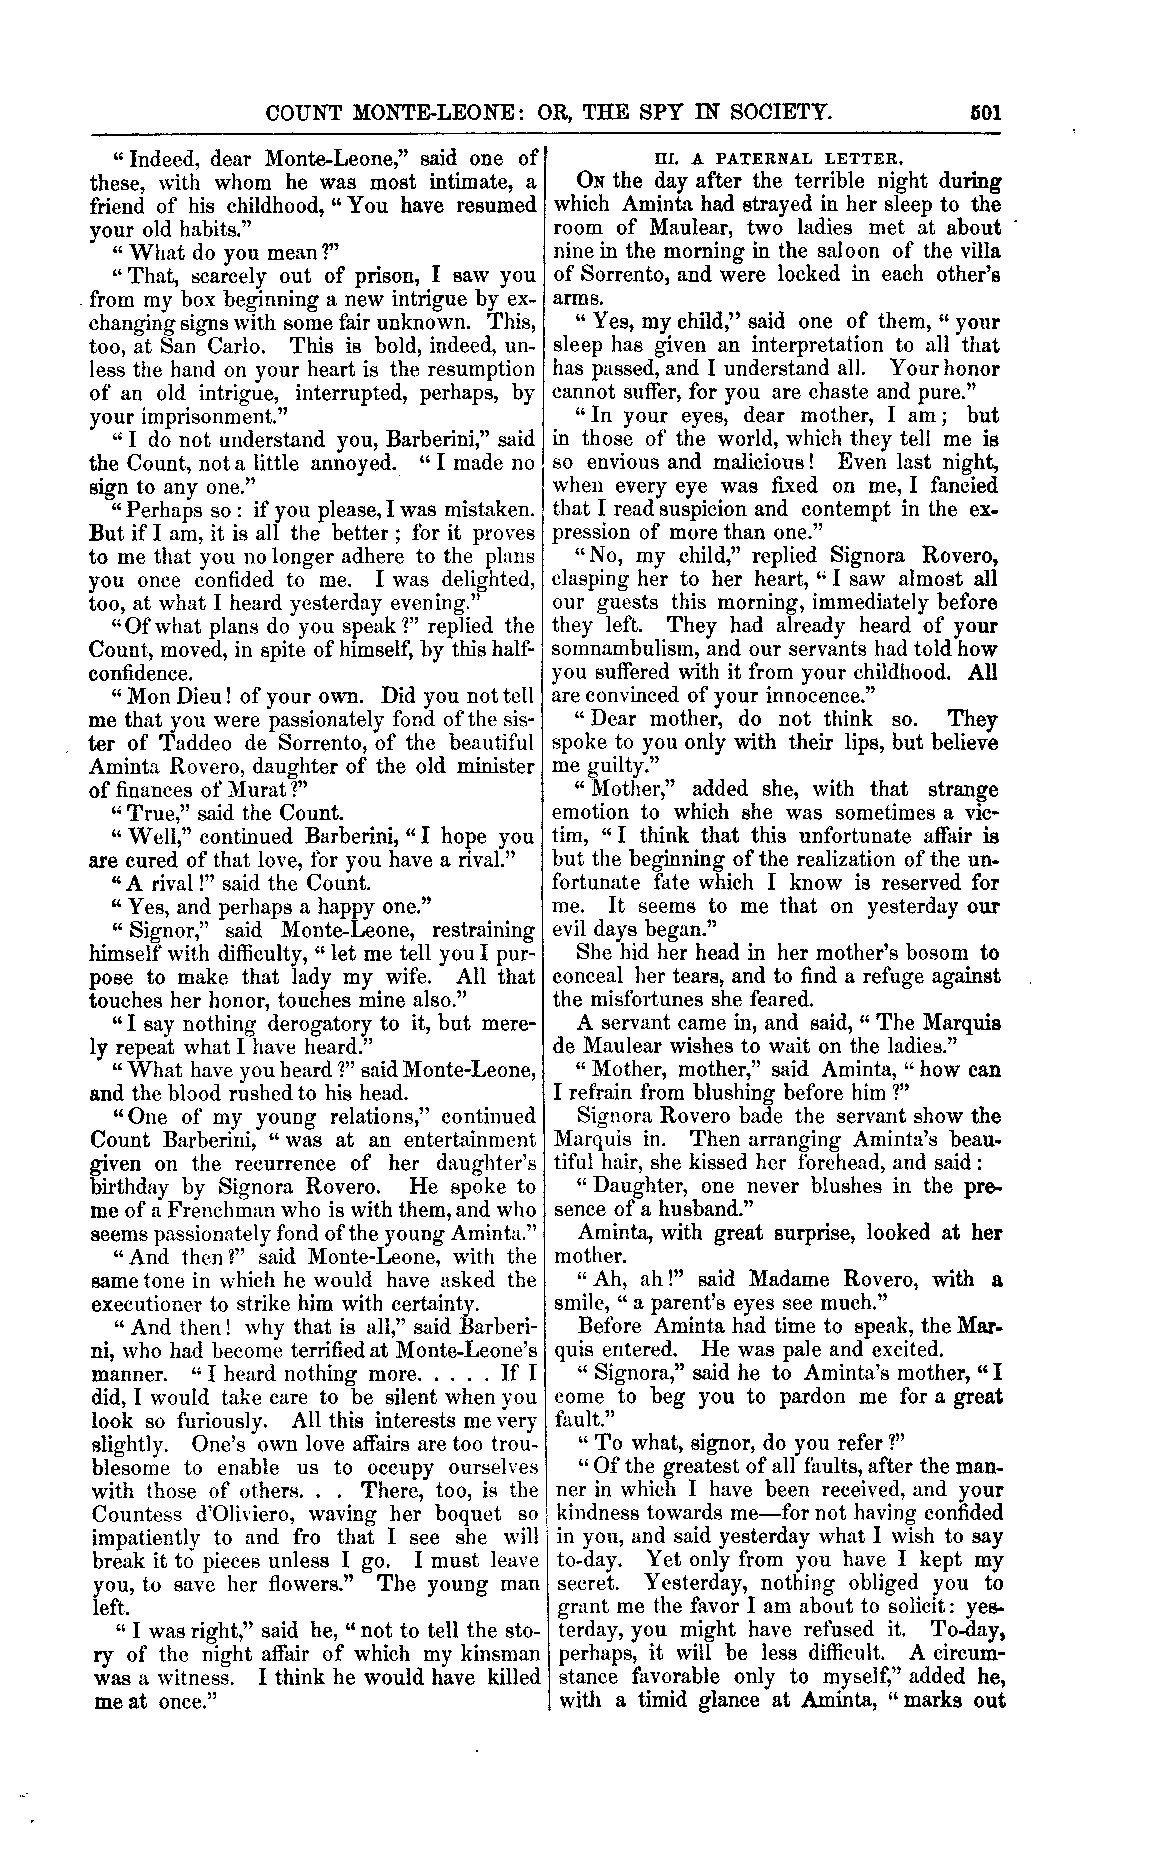 COUNT MONTE-LEONE: OR, THE SPY IN SOCIETY. 501
“Indeed, dear Monte-Leone,” said one of
these, with whom he was most intimate, a
friend of his childhood, “You have resumed
your old habits.”
“What do you mean?”
“That, scarcely out of prison, I saw you
from my box beginning a new intrigue by ex-
changing signs with some fair unknown. This,
too, at San Carlo. This is bold, indeed, un-
less the hand on your heart is the resumption
of an old intrigue, interrupted, perhaps, by
your imprisonment.”
“I do not understand you, Barberini,” said
the Count, not a little annoyed. “I made no
sign to any one.”
“Perhaps so: if you please, I was mistaken.
But if I am, it is all the better; for it proves
to me that you no longer adhere to the plans
you once confided to me. I was delighted,
too, at what I heard yesterday evening.”
“Of what plans do you speak?” replied the
Count, moved, in spite of himself, by this half-
confidence.
“Mon Dieu! of your own. Did you not tell
me that you were passionately fond of the sis-
ter of Taddeo de Sorrento, of the beautiful
Aminta Rovero, daughter of the old minister
of finances of Murat?”
“True,” said the Count.
“Well,” continued Barberini, “I hope you
are cured of that love, for you have a rival.”
“A rival!” said the Count.
“Yes, and perhaps a happy one.”
“Signor,” said Monte-Leone, restraining
himself with difficulty, “let me tell you I pur-
pose to make that lady my wife. All that
touches her honor, touches mine also.”
“I say nothing derogatory to it, but mere-
ly repeat what I have heard.”
“What have you heard?” said Monte-Leone,
and the blood rushed to his head.
“One of my young relations,” continued
Count Barberini, “was at an entertainment
given on the recurrence of her daughter's
birthday by Signora Rovero. He spoke to
me of a Frenchman who is with them, and who
seems passionately fond of the young Aminta.”
“And then?” said Monte-Leone, with the
same tone in which he would have asked the
executioner to strike him with certainty.
“And then! why that is all,” said Barberi-
ni, who had become terrified at Monte-Leone's
manner. “I heard nothing more. . . . . If I
did, I would take care to be silent when you
look so furiously. All this interests me very
slightly. One's own love affairs are too trou-
blesome to enable us to occupy ourselves
with those of others. . . There, too, is the
Countess d'Oliviero, waving her boquet so
impatiently to and fro that I see she will
break it to pieces unless I go. I must leave
you, to save her flowers.” The young man
left.
“I was right,” said he, “not to tell the sto-
ry of the night affair of which my kinsman
was a witness. I think he would have killed
me at once.”
III. A PATERNAL LETTER.
ON the day after the terrible night during
which Aminta had strayed in her sleep to the
room of Maulear, two ladies met at about
nine in the morning in the saloon of the villa
of Sorrento, and were locked in each other's
arms.
“Yes, my child,” said one of them, “your
sleep has given an interpretation to all that
has passed, and I understand all. Your honor
cannot suffer, for you are chaste and pure.”
“In your eyes, dear mother, I am; but
in those of the world, which they tell me is
so envious and malicious! Even last night,
when every eye was fixed on me, I fancied
that I read suspicion and contempt in the ex-
pression of more than one.”
“No, my child,” replied Signora Rovero,
clasping her to her heart, “I saw almost all
our guests this morning, immediately before
they left. They had already heard of your
somnambulism, and our servants had told how
you suffered with it from your childhood. All
are convinced of your innocence.”
“Dear mother, do not think so. They
spoke to you only with their lips, but believe
me guilty.”
“Mother,” added she, with that strange
emotion to which she was sometimes a vic-
tim, “I think that this unfortunate affair is
but the beginning of the realization of the un-
fortunate fate which I know is reserved for
me. It seems to me that on yesterday our
evil days began.”
She hid her head in her mother's bosom to
conceal her tears, and to find a refuge against
the misfortunes she feared.
A servant came in, and said, “The Marquis
de Maulear wishes to wait on the ladies.”
“Mother, mother,” said Aminta, “how can
I refrain from blushing before him?”
Signora Rovero bade the servant show the
Marquis in. Then arranging Aminta's beau-
tiful hair, she kissed her forehead, and said:
“Daughter, one never blushes in the pre-
sence of a husband.”
Aminta, with great surprise, looked at her
mother.
“Ah, ah!” said Madame Rovero, with a
smile, “a parent's eyes see much.”
Before Aminta had time to speak, the Mar-
quis entered. He was pale and excited.
“Signora,” said he to Aminta's mother, “I
come to beg you to pardon me for a great
fault.”
“To what, signor, do you refer?”
“Of the greatest of all faults, after the man-
ner in which I have been received, and your
kindness towards me—for not having confided
in you, and said yesterday what I wish to say
to-day. Yet only from you have I kept my
secret. Yesterday, nothing obliged you to
grant me the favor I am about to solicit: yes-
terday, you might have refused it. To-day,
perhaps, it will be less difficult. A circum-
stance favorable only to myself,” added he,
with a timid glance at Aminta, “marks out